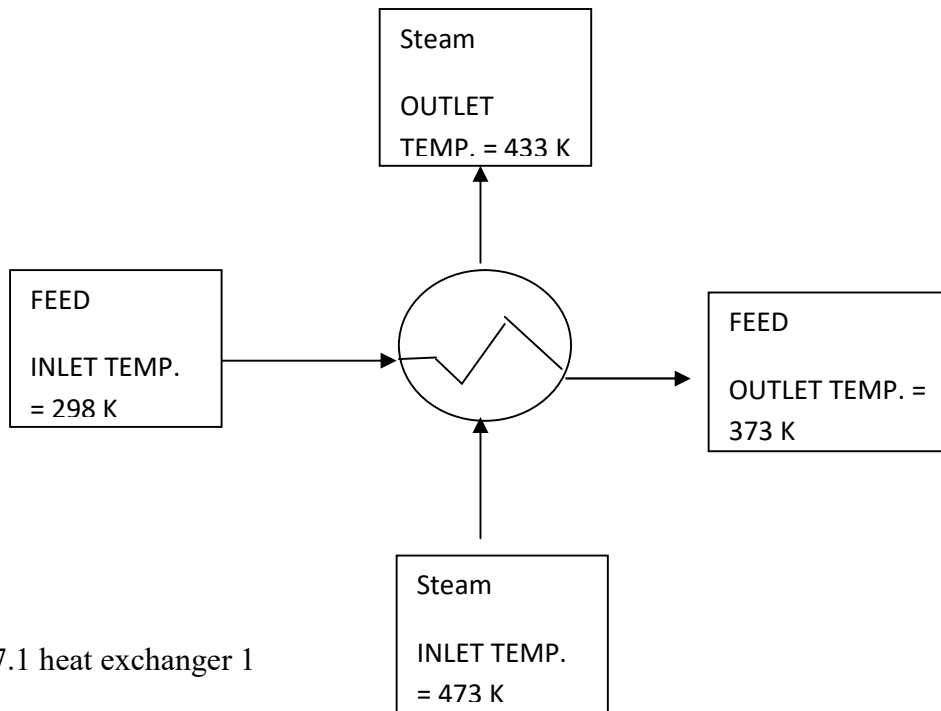 Steam
OUTLET
TEMP. = 433 K
FEED
INLET TEMP.
= 298 K
FEED
OUTLET TEMP. =
373 K
Steam
INLET TEMP.
= 473 K
7.1 heat exchanger 1